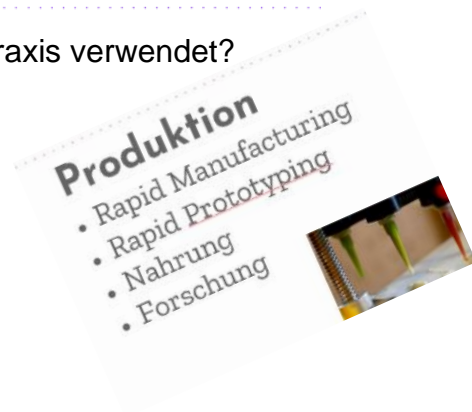 raxis verwendet?
Produktion
• Rapid Manufacturing
• Rapid Prototyping
• Nahrung
• Forschung